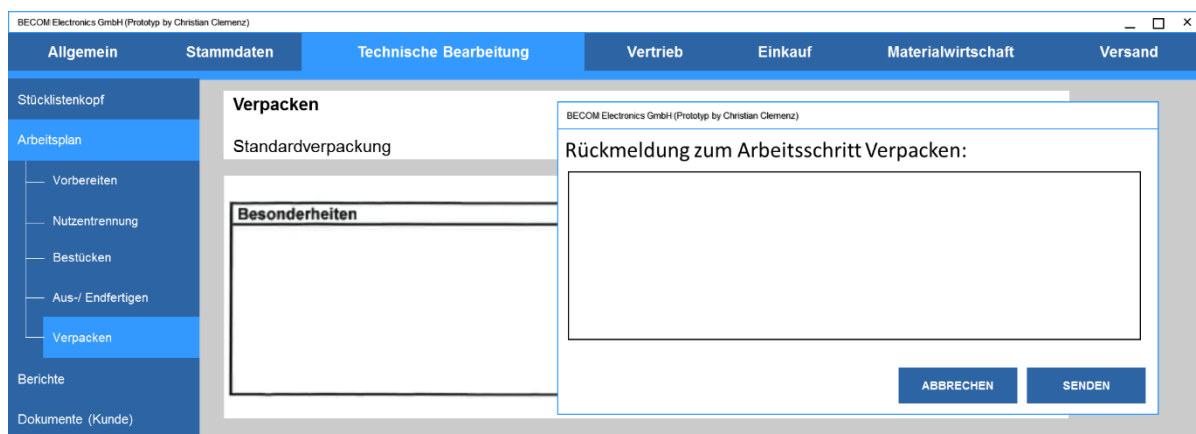 BECOM Electronics GmbH (Prototyp by Christian Clemenz)
Allgemein Stammdaten Technische Bearbeitung Vertrieb Einkauf Materialwirtschaft Versand
Stücklistenkopf
Arbeitsplan
Vorbereiten
Nutzentrennung
Bestücken
Aus-/ Endfertigen
Verpacken
Berichte
Dokumente (Kunde)
Verpacken
Standardverpackung
Besonderheiten
BECOM Electronics GmbH (Prototyp by Christian Clemenz)
Rückmeldung zum Arbeitsschritt Verpacken:
ABBRECHEN SENDEN